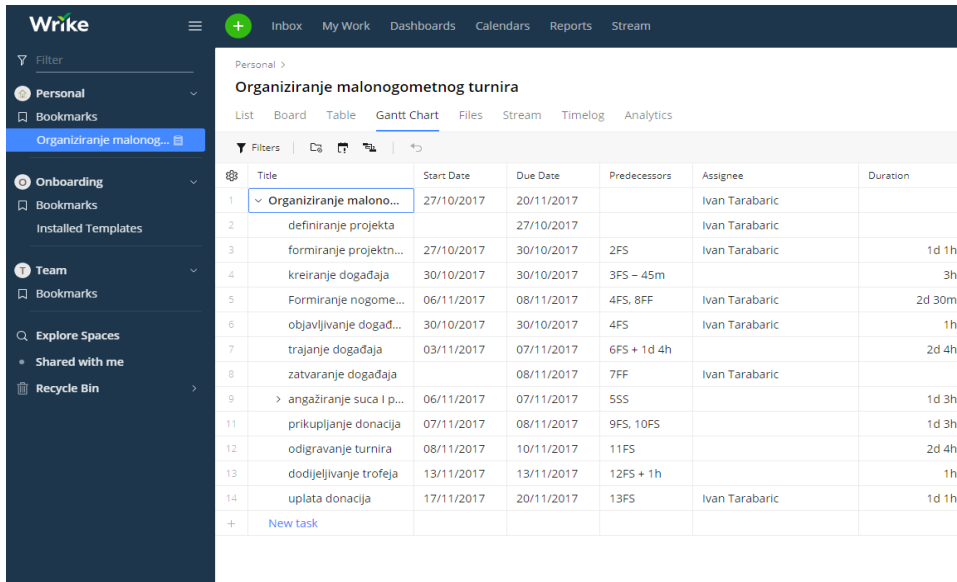 Wrike
+ Inbox My Work Dashboards Calendars Reports Stream
Filter
Personal
Bookmarks
Organiziranje malonog...
O Onboarding
Bookmarks
Installed Templates
T Team
Bookmarks
Explore Spaces
Shared with me
Recycle Bin
Personal >
Organiziranje malonogometnog turnira
List Board Table Gantt Chart Files Stream Timelog Analytics
Filters
Title Start Date Due Date Predecessors Assignee Duration
1 Organiziranje malono... 27/10/2017 20/11/2017 Ivan Tarabaric
2 definiranje projekta 27/10/2017 Ivan Tarabaric
3 formiranje projektn... 27/10/2017 30/10/2017 2FS Ivan Tarabaric 1d 1h
4 kreiranje događaja 30/10/2017 30/10/2017 3FS − 45m 3h
5 Formiranje nogome... 06/11/2017 08/11/2017 4FS, 8FF Ivan Tarabaric 2d 30m
6 objavljivanje događ... 30/10/2017 30/10/2017 4FS Ivan Tarabaric 1h
7 trajanje događaja 03/11/2017 07/11/2017 6FS + 1d 4h 2d 4h
8 zatvaranje događaja 08/11/2017 7FF Ivan Tarabaric
9 > angažiranje suca I p... 06/11/2017 07/11/2017 5SS 1d 3h
11 prikupljanje donacija 07/11/2017 08/11/2017 9FS, 10FS 1d 3h
12 odigravanje turnira 08/11/2017 10/11/2017 11FS 2d 4h
13 dodijeljivanje trofeja 13/11/2017 13/11/2017 12FS + 1h 1h
14 uplata donacija 17/11/2017 20/11/2017 13FS Ivan Tarabaric 1d 1h
+ New task